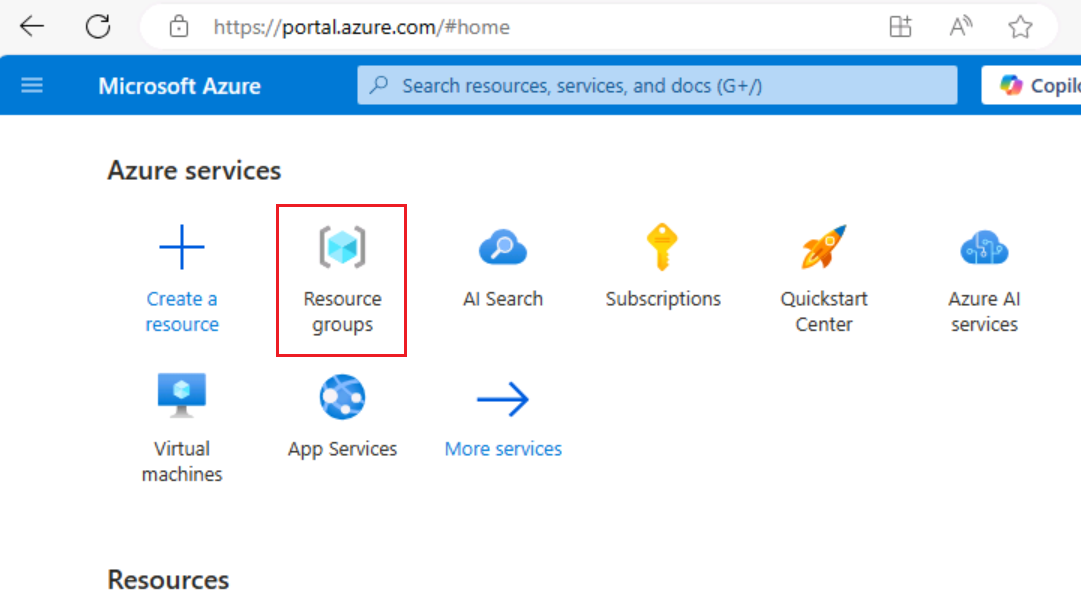 https://portal.azure.com/#home
Microsoft Azure
Search resources, services, and docs (G+/)
Azure services
Create a
resource
Resource
groups
AI Search
Subscriptions
Quickstart
Center
Azure AI
services
Virtual
machines
App Services
More services
Resources